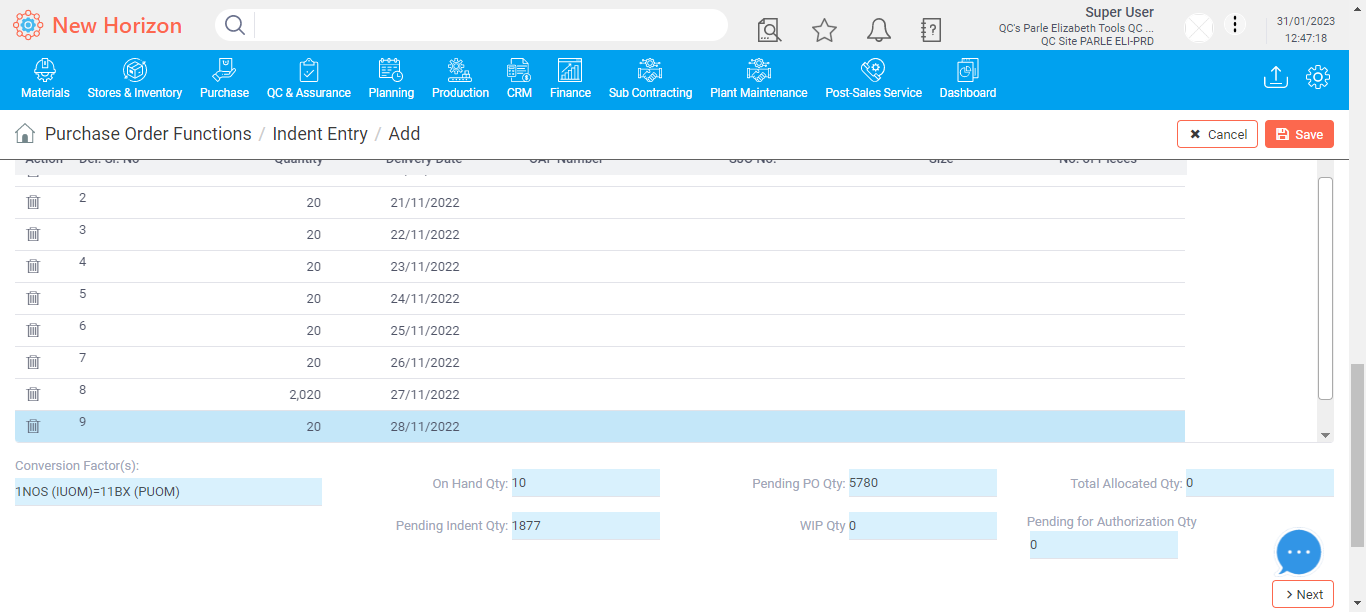 New Horizon
Super User
QC's Parle Elizabeth Tools QC ...
QC Site PARLE ELI-PRD
31/01/2023
12:47:18
Materials Stores & Inventory Purchase QC & Assurance Planning Production CRM Finance Sub Contracting Plant Maintenance Post-Sales Service Dashboard
Purchase Order Functions / Indent Entry / Add
Cancel Save
Action Del. Sr. No Quantity Delivery Date OAF Number SJO No. Size No. of Pieces
2 20 21/11/2022
3 20 22/11/2022
4 20 23/11/2022
5 20 24/11/2022
6 20 25/11/2022
7 20 26/11/2022
8 2,020 27/11/2022
9 20 28/11/2022
Conversion Factor(s):
1NOS (IUOM)=11BX (PUOM)
On Hand Qty: 10 Pending PO Qty: 5780 Total Allocated Qty: 0
Pending Indent Qty: 1877 WIP Qty 0 Pending for Authorization Qty
0
Next